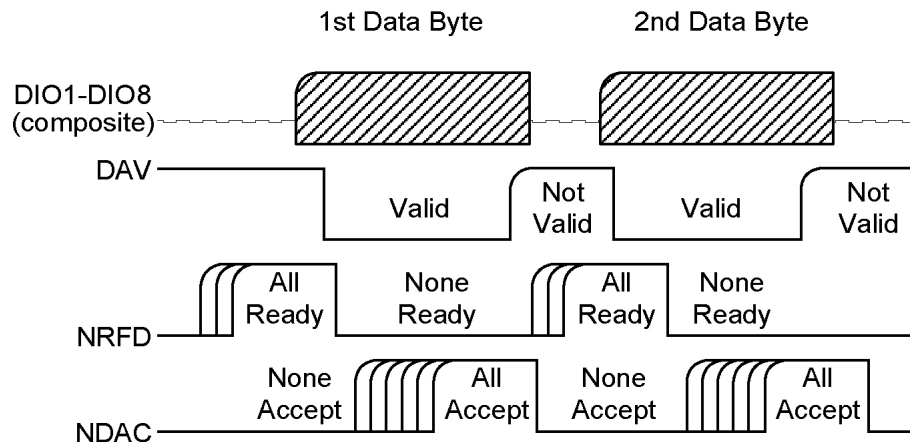 1st Data Byte 2nd Data Byte
DIO1-DIO8
(composite)
DAV
Valid
Not
Valid
Valid
Not
Valid
All
Ready
None
Ready
All
Ready
None
Ready
NRFD
None
Accept
All
Accept
None
Accept
All
Accept
NDAC